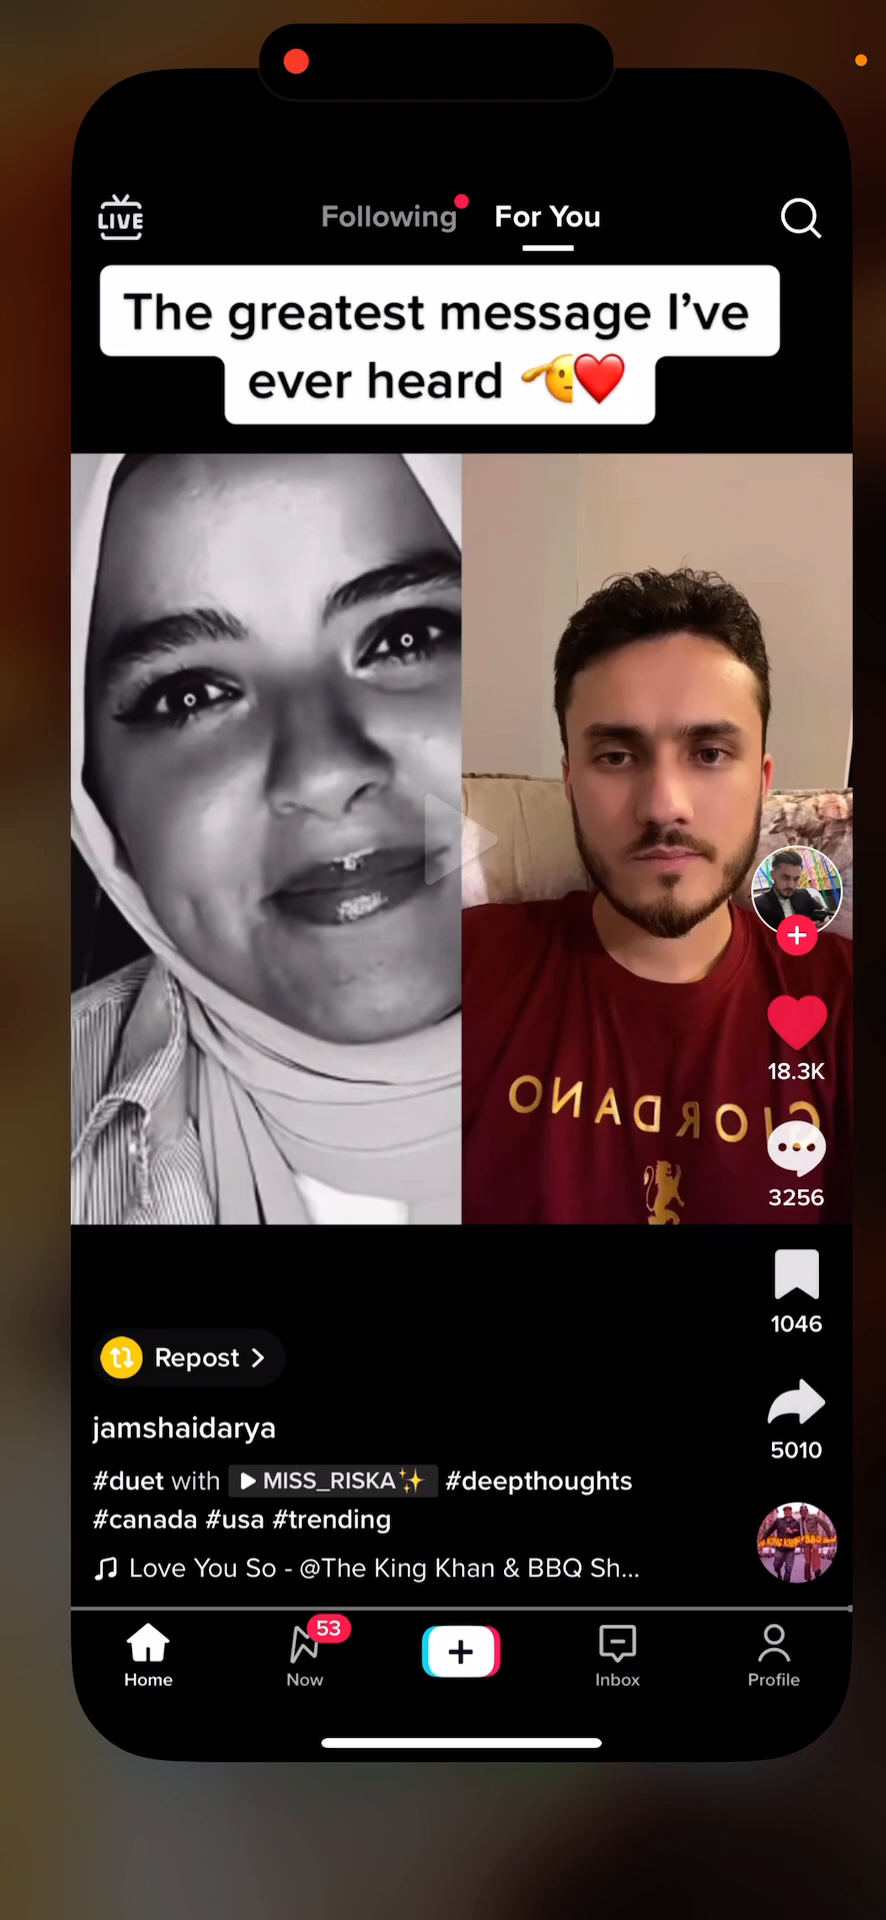 LIVE
Following
For You
The greatest message I’ve
ever heard 🫡❤️
GIORDANO
18.3K
3256
1046
Repost >
5010
jamshaidarya
#duet with ▶ MISS_RISKA✨ #deepthoughts
#canada #usa #trending
Love You So - @The King Khan & BBQ Sh...
53
Home
Now
Inbox
Profile